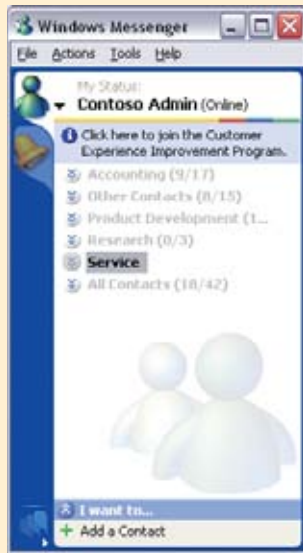 Windows Messenger
File Actions Tools Help
My Status:
Contoso Admin (Online)
Click here to join the Customer
Experience Improvement Program.
Accounting (9/17)
Other Contacts (8/15)
Product Development (1...
Research (0/3)
Service
All Contacts (18/42)
I want to...
Add a Contact